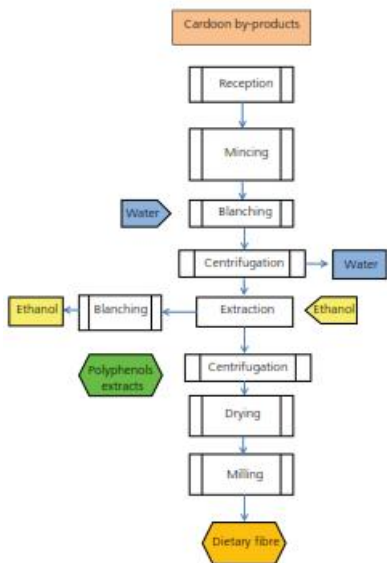 Cardoon by-products
Reception
Mincing
Water
Blanching
Centrifugation
Water
Ethanol
Blanching
Extraction
Ethanol
Polyphenols
extracts
Centrifugation
Drying
Milling
Dietary fibre